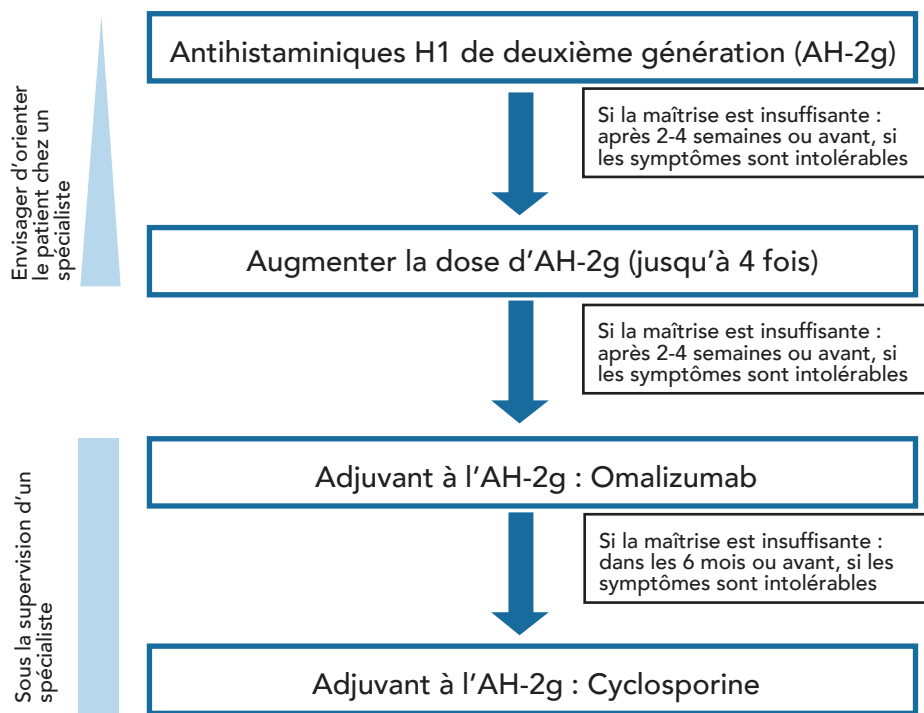 Antihistaminiques H1 de deuxième génération (AH-2g)
Si la maîtrise est insuffisante :
après 2-4 semaines ou avant, si
les symptômes sont intolérables
Envisager d’orienter
le patient chez un
spécialiste
Augmenter la dose d’AH-2g (jusqu’à 4 fois)
Si la maîtrise est insuffisante :
après 2-4 semaines ou avant, si
les symptômes sont intolérables
Adjuvant à l’AH-2g : Omalizumab
Si la maîtrise est insuffisante :
dans les 6 mois ou avant, si les
symptômes sont intolérables
Sous la supervision d’un
spécialiste
Adjuvant à l’AH-2g : Cyclosporine